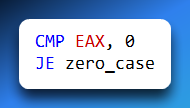 CMP EAX, 0
JE zero_case